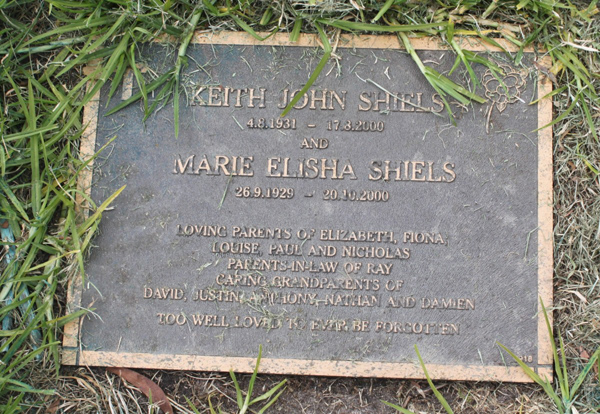 KEITH JOHN SHIELS
4.8.1931 – 17.8.2000
AND
MARIE ELISHA SHIELS
26.9.1929 – 20.10.2000
LOVING PARENTS OF ELIZABETH, FIONA,
LOUISE, PAUL AND NICHOLAS
PARENTS-IN-LAW OF RAY
CARING GRANDPARENTS OF
DAVID, JUSTIN, ANTHONY, NATHAN AND DAMIEN
TOO WELL LOVED TO EVER BE FORGOTTEN